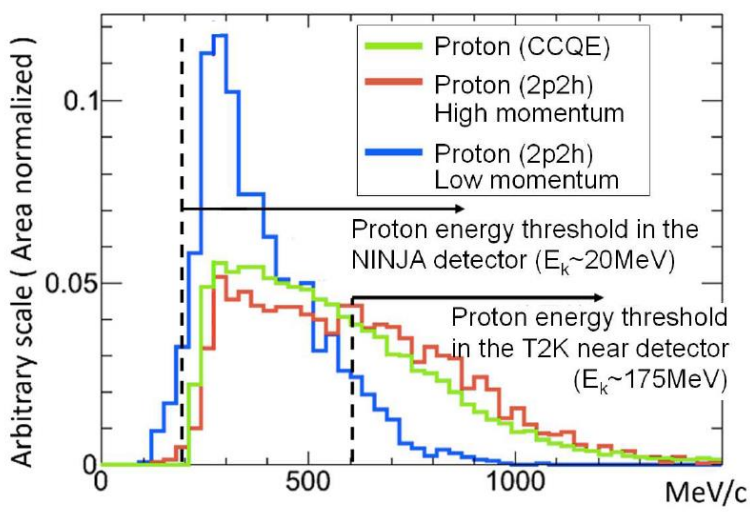 Arbitrary scale ( Area normalized )
0.1
0.05
0
Proton (CCQE)
Proton (2p2h)
High momentum
Proton (2p2h)
Low momentum
Proton energy threshold in the
NINJA detector (Eₖ~20MeV)
Proton energy threshold
in the T2K near detector
(Eₖ~175MeV)
0
500
1000
MeV/c